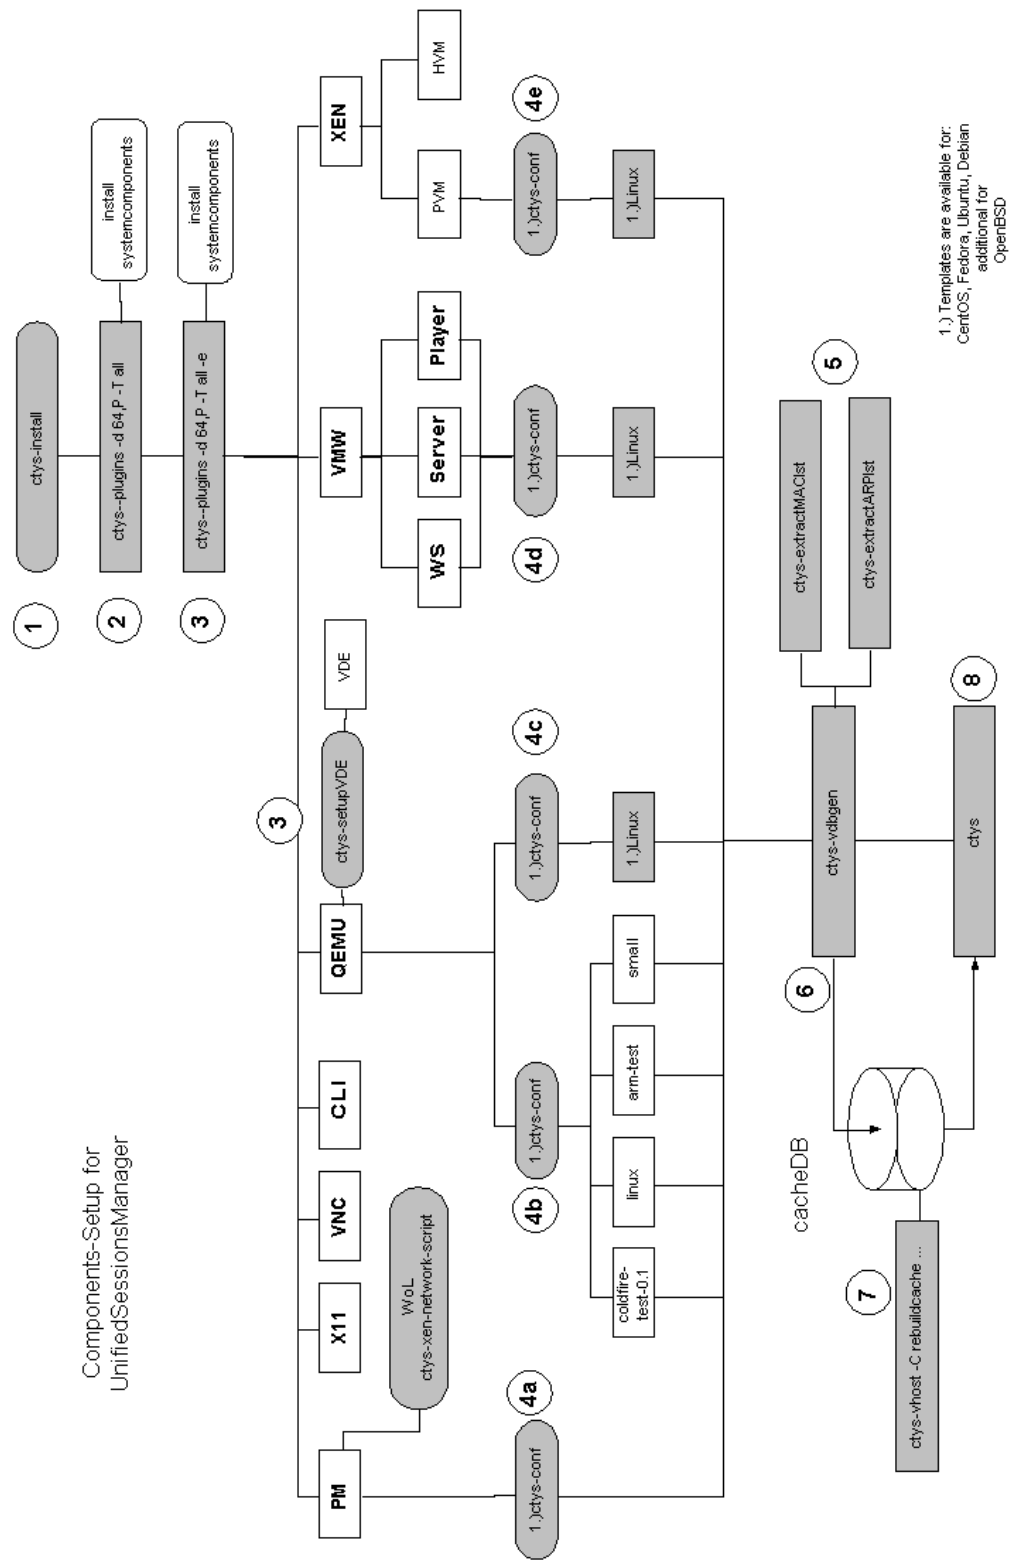 Components-Setup for
UnifiedSessionsManager
1
ctys-install
2
ctys--plugins -d 64,P -T all
install
systemcomponents
3
ctys--plugins -d 64,P -T all -e
install
systemcomponents
3
PM
X11
VNC
CLI
QEMU
ctys-setupVDE
VDE
VMW
XEN
WoL
ctys-xen-network-script
WS
Server
Player
PVM
HVM
1.)ctys-conf
4a
4b
1.)ctys-conf
1.)ctys-conf
4c
4d
1.)ctys-conf
1.)ctys-conf
4e
coldfire-
test-0.1
linux
arm-test
small
1.)Linux
1.)Linux
1.)Linux
cacheDB
6
ctys-vdbgen
ctys-extractMAClst
ctys-extractARPlst
5
7
ctys-vhost -C rebuildcache ...
ctys
8
1.) Templates are available for:
CentOS, Fedora, Ubuntu, Debian
additional for
OpenBSD